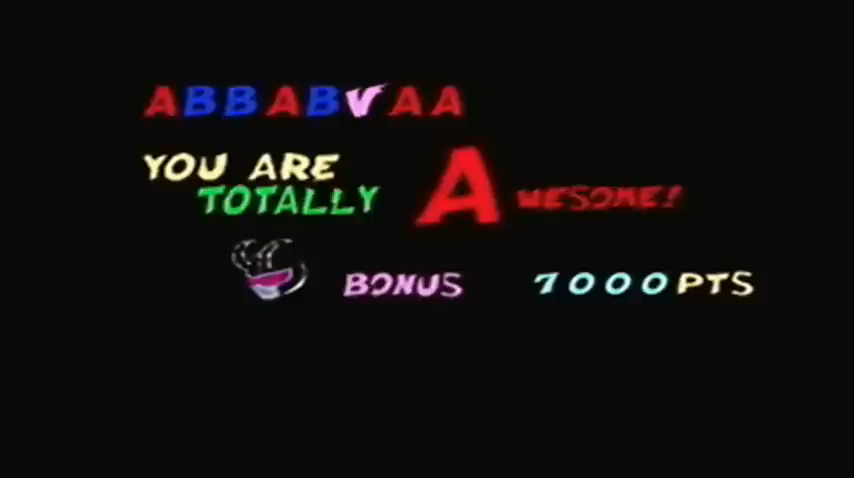 ABBABVAA
YOU ARE
TOTALLY AWESOME!
BONUS 7000PTS